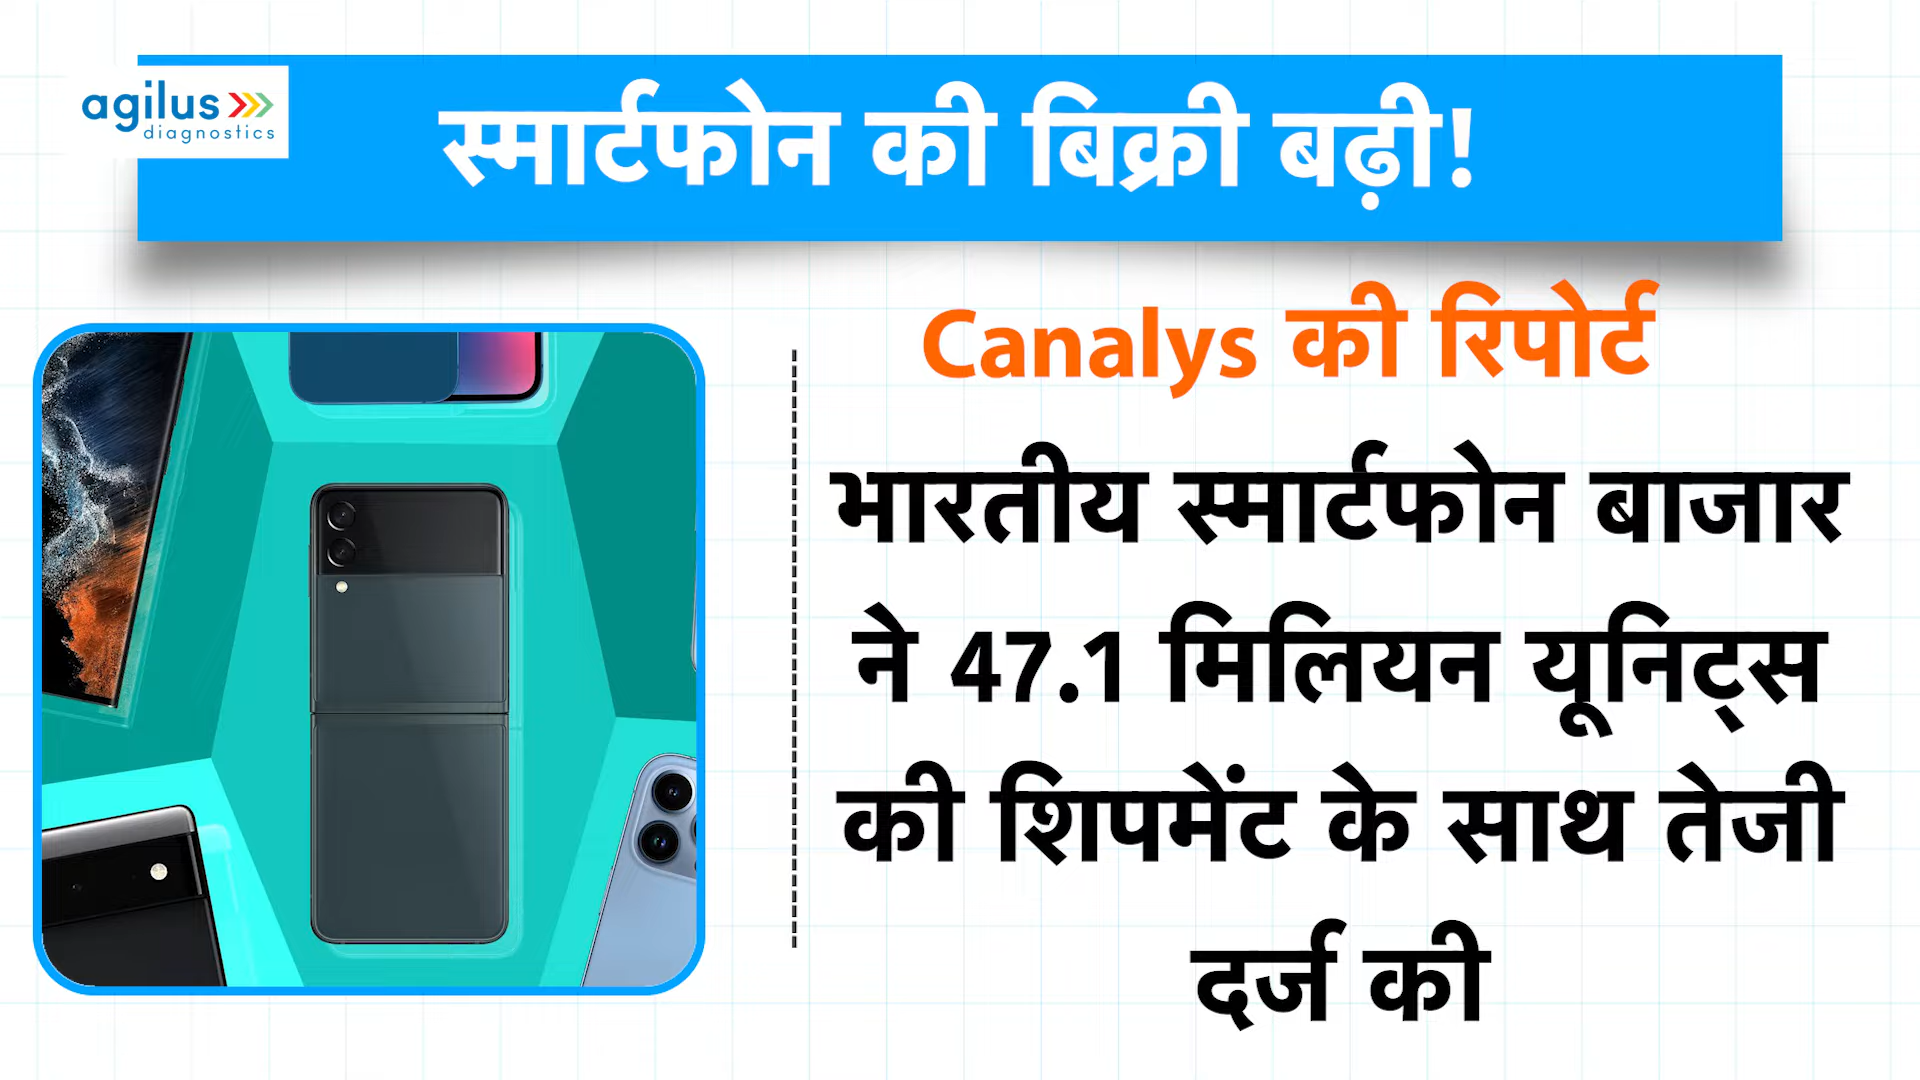 agilus
diagnostics
स्मार्टफोन की बिक्री बढ़ी!
Canalys की रिपोर्ट
भारतीय स्मार्टफोन बाजार
ने 47.1 मिलियन यूनिट्स
की शिपमेंट के साथ तेजी
दर्ज की